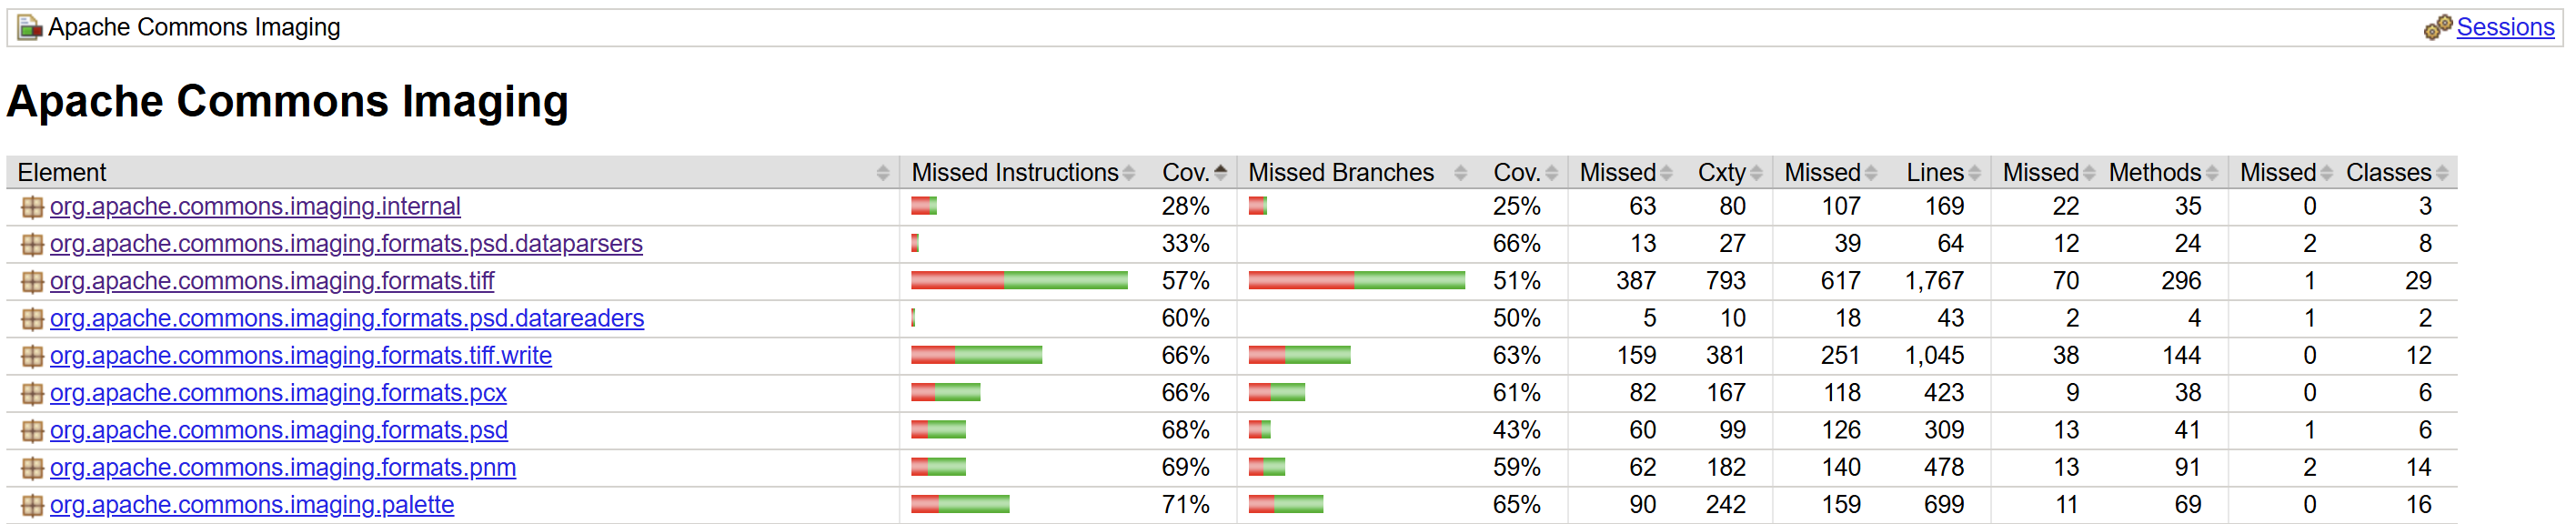 Apache Commons Imaging Sessions
Apache Commons Imaging
Element Missed Instructions Cov. Missed Branches Cov. Missed Cxty Missed Lines Missed Methods Missed Classes
org.apache.commons.imaging.internal 28% 25% 63 80 107 169 22 35 0 3
org.apache.commons.imaging.formats.psd.dataparsers 33% 66% 13 27 39 64 12 24 2 8
org.apache.commons.imaging.formats.tiff 57% 51% 387 793 617 1,767 70 296 1 29
org.apache.commons.imaging.formats.psd.datareaders 60% 50% 5 10 18 43 2 4 1 2
org.apache.commons.imaging.formats.tiff.write 66% 63% 159 381 251 1,045 38 144 0 12
org.apache.commons.imaging.formats.pcx 66% 61% 82 167 118 423 9 38 0 6
org.apache.commons.imaging.formats.psd 68% 43% 60 99 126 309 13 41 1 6
org.apache.commons.imaging.formats.pnm 69% 59% 62 182 140 478 13 91 2 14
org.apache.commons.imaging.palette 71% 65% 90 242 159 699 11 69 0 16